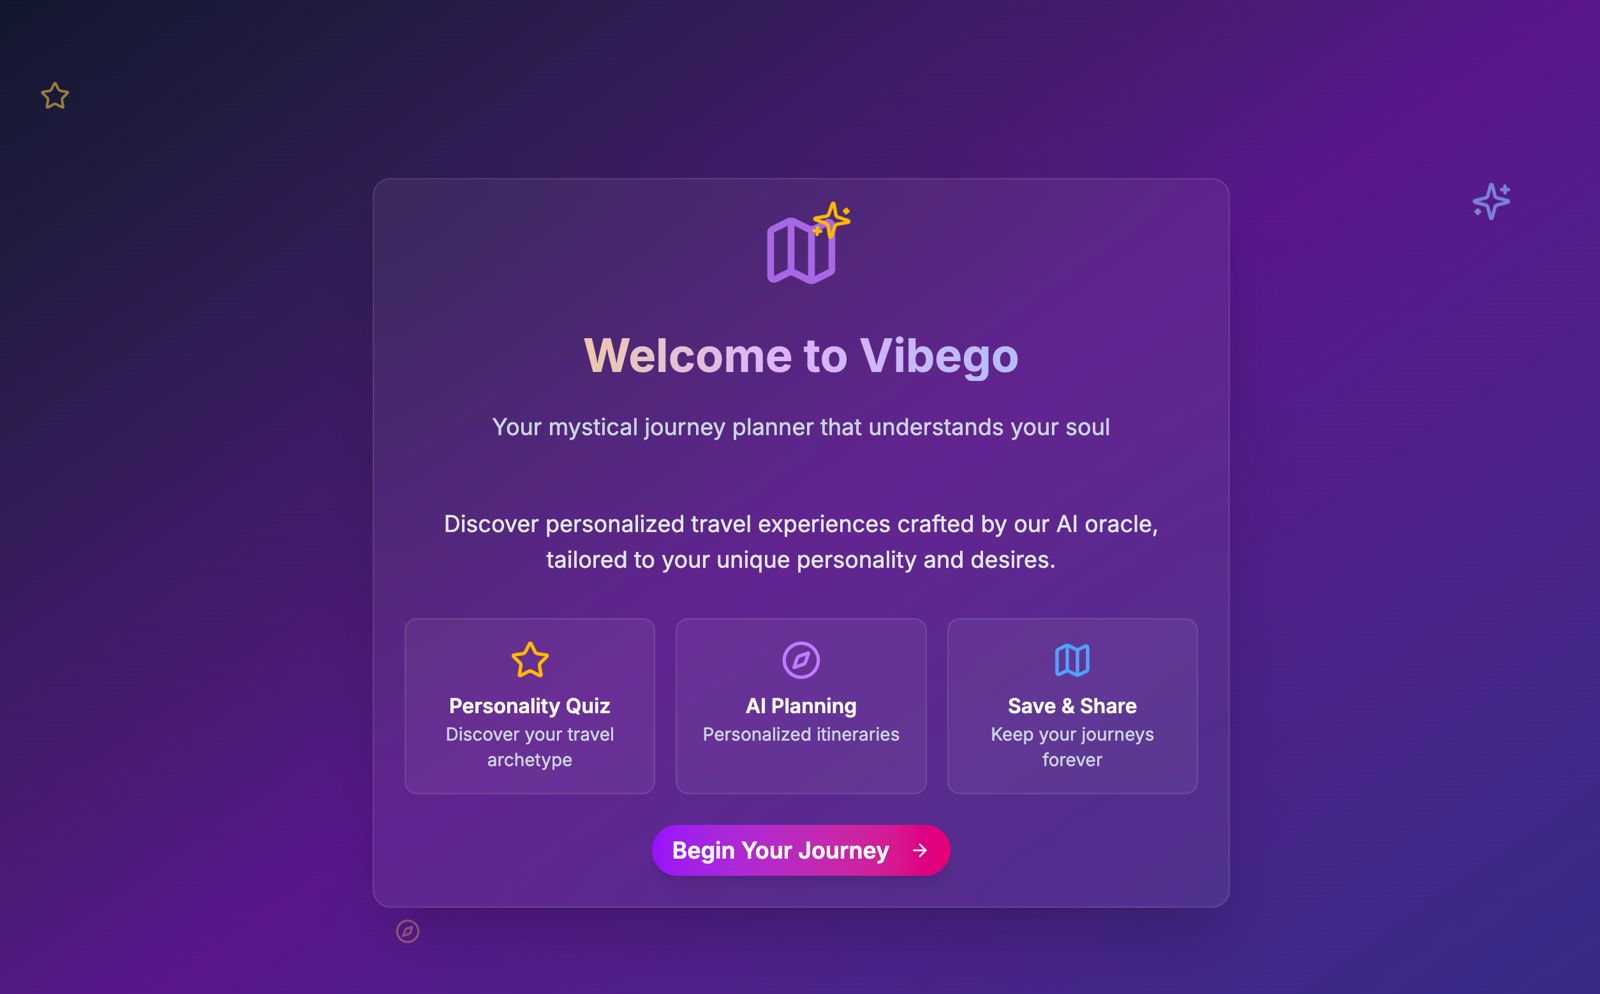 Welcome to Vibego
Your mystical journey planner that understands your soul
Discover personalized travel experiences crafted by our AI oracle,
tailored to your unique personality and desires.
Personality Quiz
Discover your travel
archetype
AI Planning
Personalized itineraries
Save & Share
Keep your journeys
forever
Begin Your Journey →